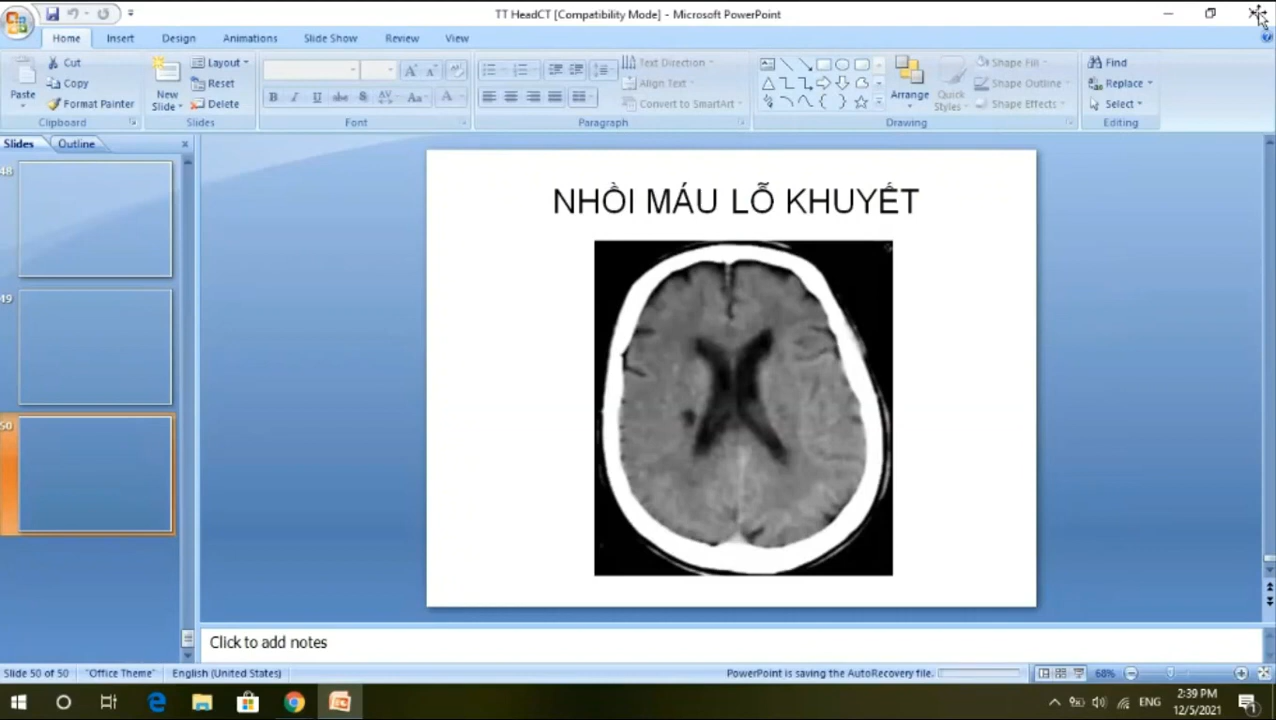 TT HeadCT [Compatibility Mode] - Microsoft PowerPoint
Home Insert Design Animations Slide Show Review View
Paste
Cut
Copy
Format Painter
Clipboard
New Slide
Layout
Reset
Delete
Slides
B I U abc S AV Aa A
Font
Text Direction
Align Text
Convert to SmartArt
Paragraph
Arrange
Quick Styles
Shape Fill
Shape Outline
Shape Effects
Drawing
Find
Replace
Select
Editing
Slides Outline
48
49
50
NHỒI MÁU LỖ KHUYẾT
Click to add notes
Slide 50 of 50 "Office Theme" English (United States) PowerPoint is saving the AutoRecovery file. 68%
ENG 2:39 PM
12/5/2021
1